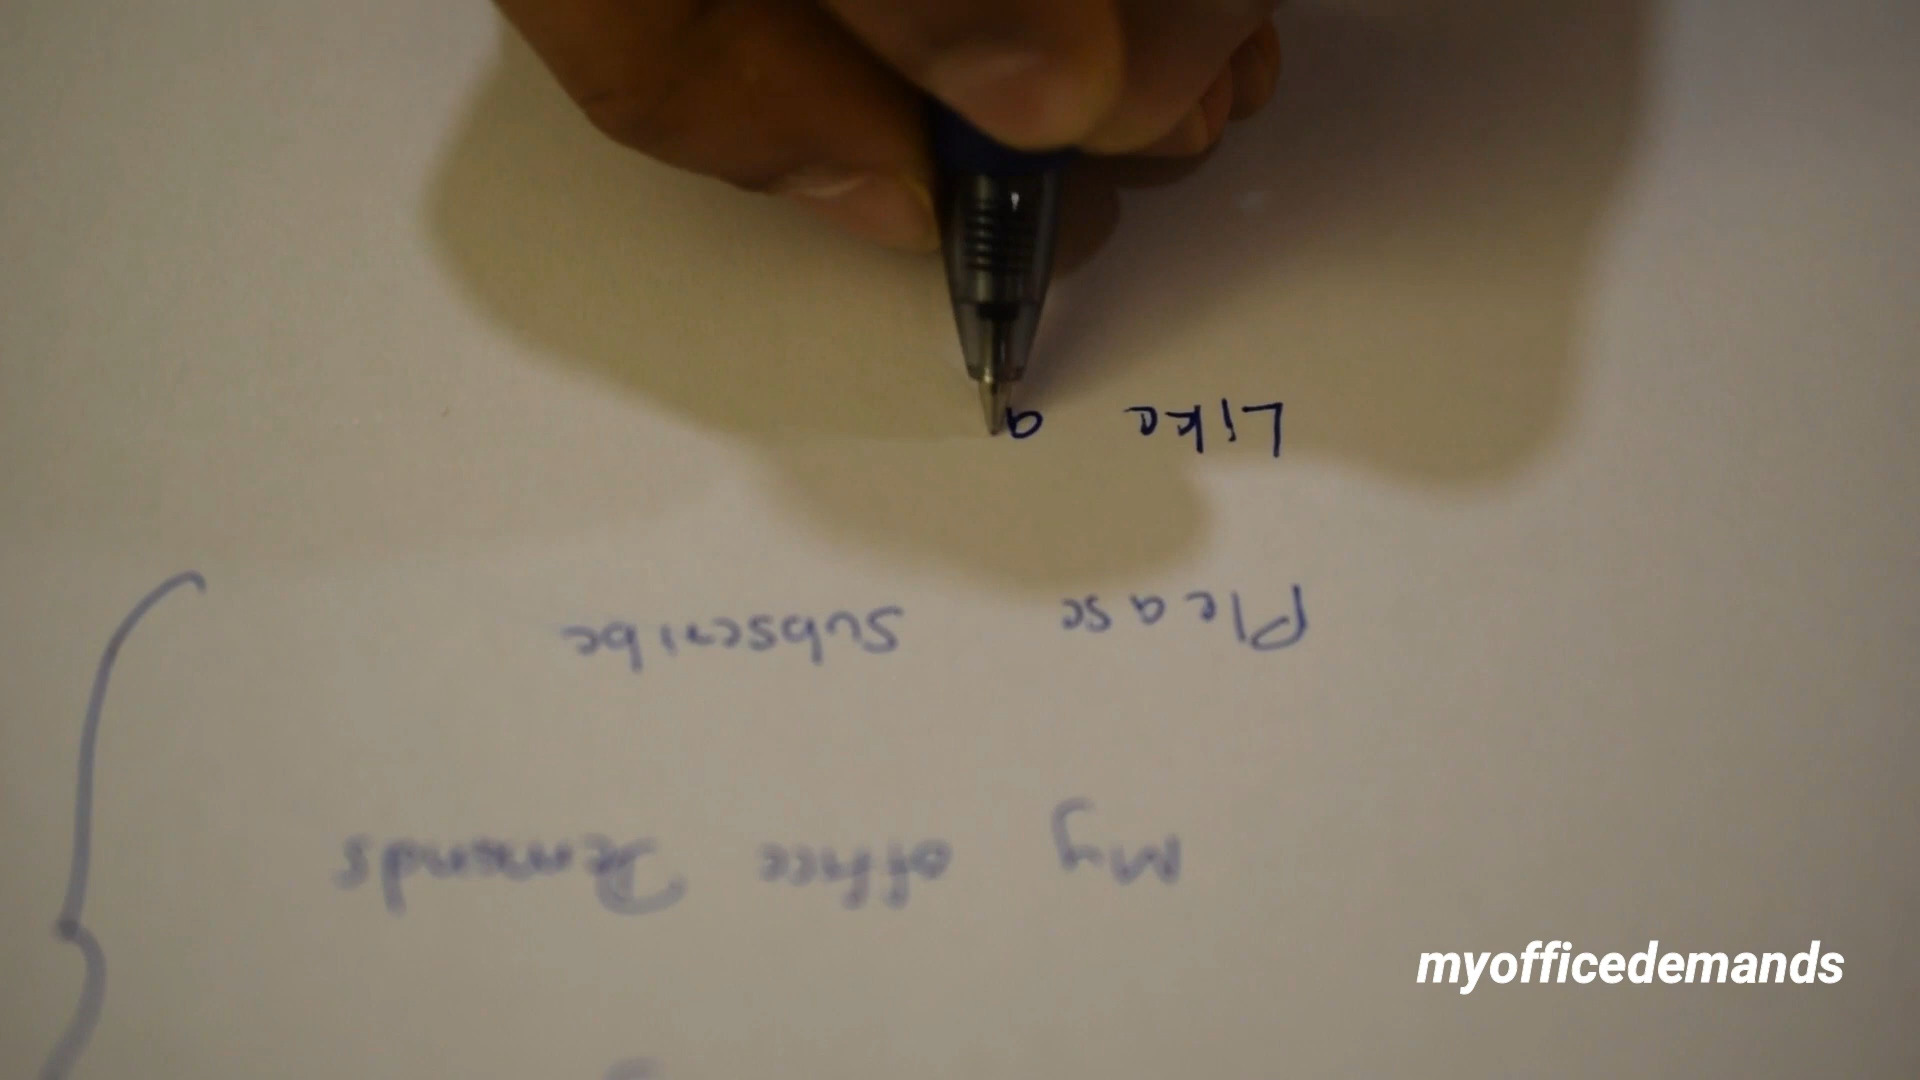 My office Demands
Please Subscribe
Like a
myofficedemands